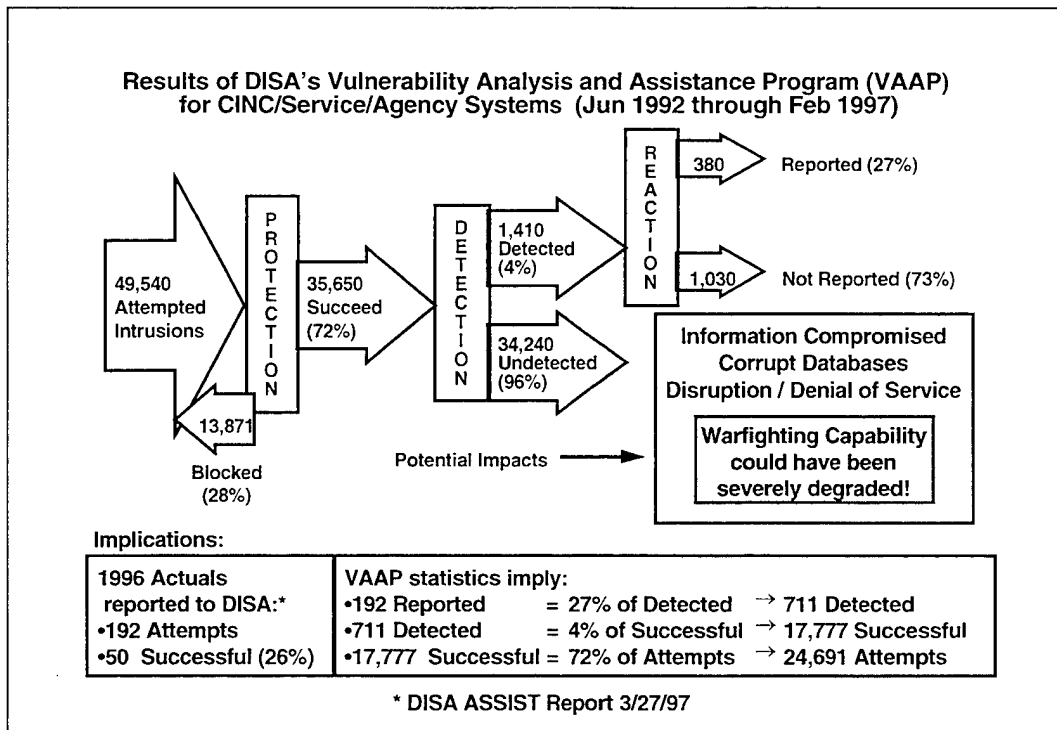 Results of DISA's Vulnerability Analysis and Assistance Program (VAAP)
for CINC/Service/Agency Systems (Jun 1992 through Feb 1997)
49,540
Attempted
Intrusions
PROTECTION
13,871
Blocked
(28%)
35,650
Succeed
(72%)
DETECTION
1,410
Detected
(4%)
34,240
Undetected
(96%)
REACTION
380
Reported (27%)
1,030
Not Reported (73%)
Potential Impacts
Information Compromised
Corrupt Databases
Disruption / Denial of Service
Warfighting Capability
could have been
severely degraded!
Implications:
1996 Actuals
reported to DISA:*
•192 Attempts
•50 Successful (26%)
VAAP statistics imply:
•192 Reported = 27% of Detected → 711 Detected
•711 Detected = 4% of Successful → 17,777 Successful
•17,777 Successful = 72% of Attempts → 24,691 Attempts
* DISA ASSIST Report 3/27/97